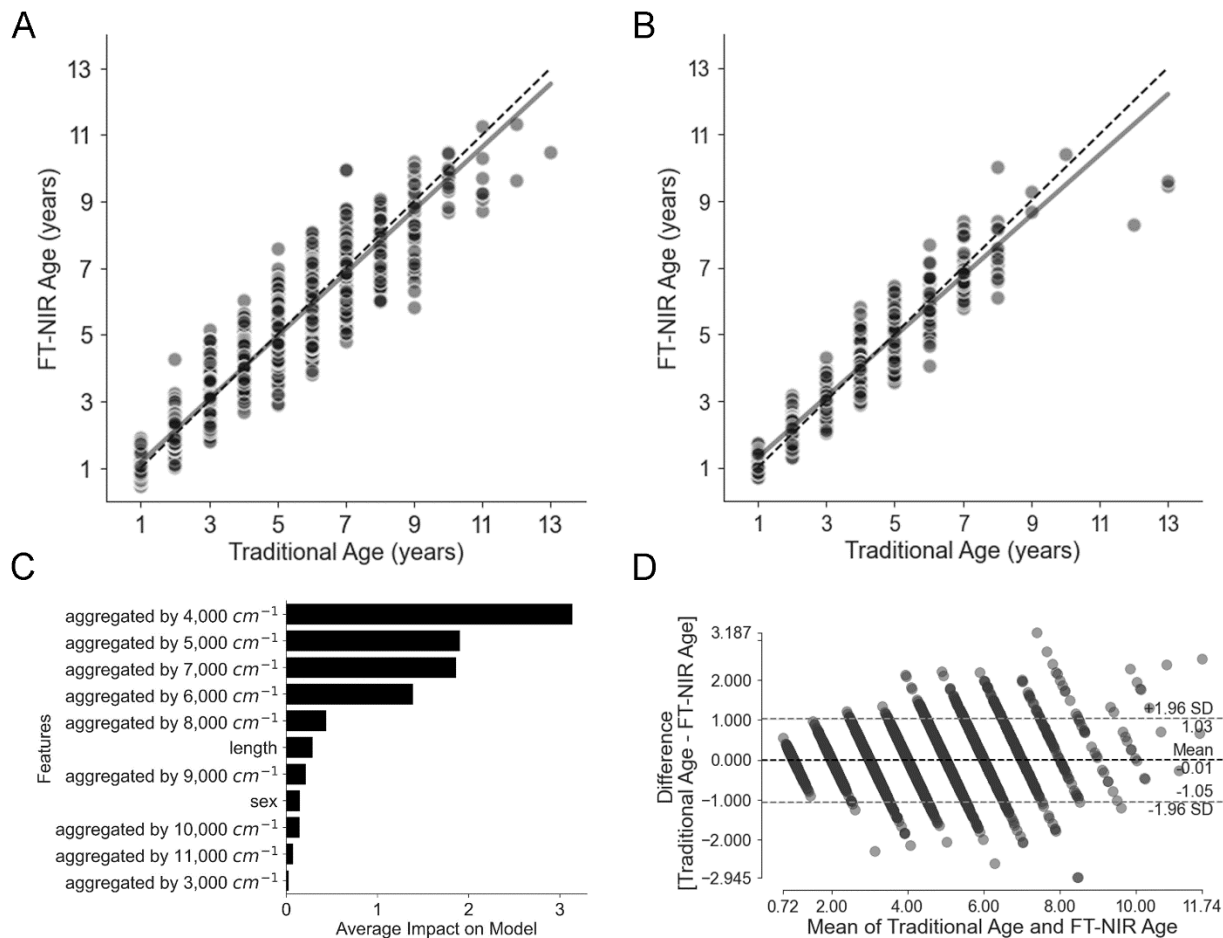 A
13
11
9
7
5
3
1
FT-NIR Age (years)
1 3 5 7 9 11 13
Traditional Age (years)
B
13
11
9
7
5
3
1
FT-NIR Age (years)
1 3 5 7 9 11 13
Traditional Age (years)
C
Features
aggregated by 4,000 cm⁻¹
aggregated by 5,000 cm⁻¹
aggregated by 7,000 cm⁻¹
aggregated by 6,000 cm⁻¹
aggregated by 8,000 cm⁻¹
length
aggregated by 9,000 cm⁻¹
sex
aggregated by 10,000 cm⁻¹
aggregated by 11,000 cm⁻¹
aggregated by 3,000 cm⁻¹
0 1 2 3
Average Impact on Model
D
Difference
[Traditional Age - FT-NIR Age]
3.187
2.000
1.000
0.000
−1.000
−2.000
−2.945
+1.96 SD
1.03
Mean
-0.01
-1.05
-1.96 SD
0.72 2.00 4.00 6.00 8.00 10.00 11.74
Mean of Traditional Age and FT-NIR Age